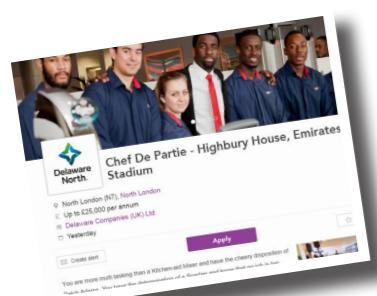 Delaware
North.
Chef De Partie - Highbury House, Emirates
Stadium
North London (N7), North London
Up to £25,000 per annum
Delaware Companies (UK) Ltd
Yesterday
Create alert
Apply
You are more multi tasking than a Kitchen-aid Mixer and have the cheery disposition of